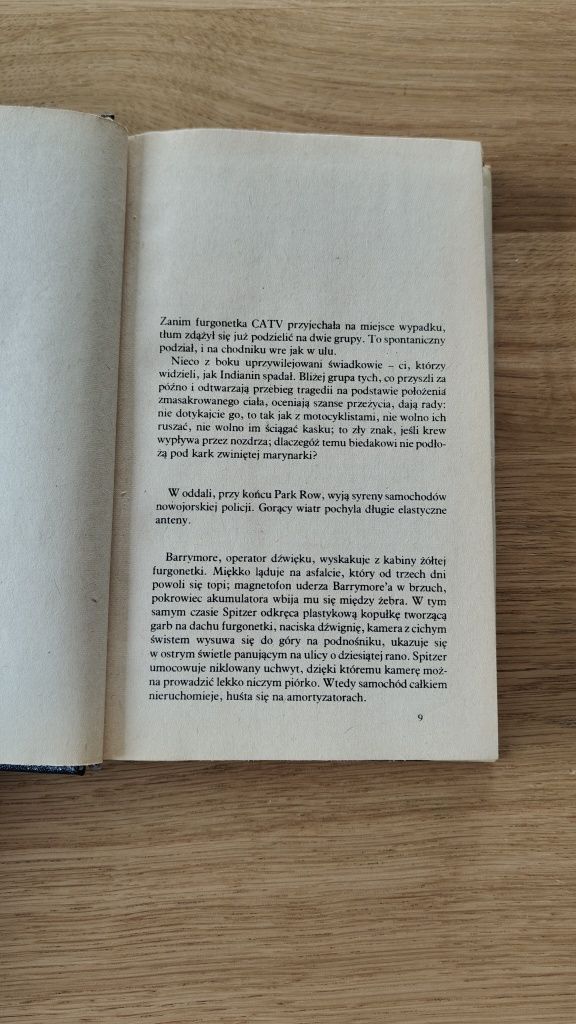 Zanim furgonetka CATV przyjechała na miejsce wypadku,
tłum zdążył się już podzielić na dwie grupy. To spontaniczny
podział, i na chodniku wre jak w ulu.
Nieco z boku uprzywilejowani świadkowie – ci, którzy
widzieli, jak Indianin spadał. Bliżej grupa tych, co przyszli za
późno i odtwarzają przebieg tragedii na podstawie położenia
zmasakrowanego ciała, oceniają szanse przeżycia, dają rady:
nie dotykajcie go, to tak jak z motocyklistami, nie wolno ich
ruszać, nie wolno im ściągać kasku; to zły znak, jeśli krew
wypływa przez nozdrza; dlaczegóż temu biedakowi nie podło-
żą pod kark zwiniętej marynarki?
W oddali, przy końcu Park Row, wyją syreny samochodów
nowojorskiej policji. Gorący wiatr pochyla długie elastyczne
anteny.
Barrymore, operator dźwięku, wyskakuje z kabiny żółtej
furgonetki. Miękko ląduje na asfalcie, który od trzech dni
powoli się topi; magnetofon uderza Barrymore'a w brzuch,
pokrowiec akumulatora wbija mu się między żebra. W tym
samym czasie Spitzer odkręca plastykową kopułkę tworzącą
garb na dachu furgonetki, naciska dźwignię, kamera z cichym
świstem wysuwa się do góry na podnośniku, ukazuje się
w ostrym świetle panującym na ulicy o dziesiątej rano. Spitzer
umocowuje niklowany uchwyt, dzięki któremu kamerę moż-
na prowadzić lekko niczym piórko. Wtedy samochód całkiem
nieruchomieje, huśta się na amortyzatorach.
9